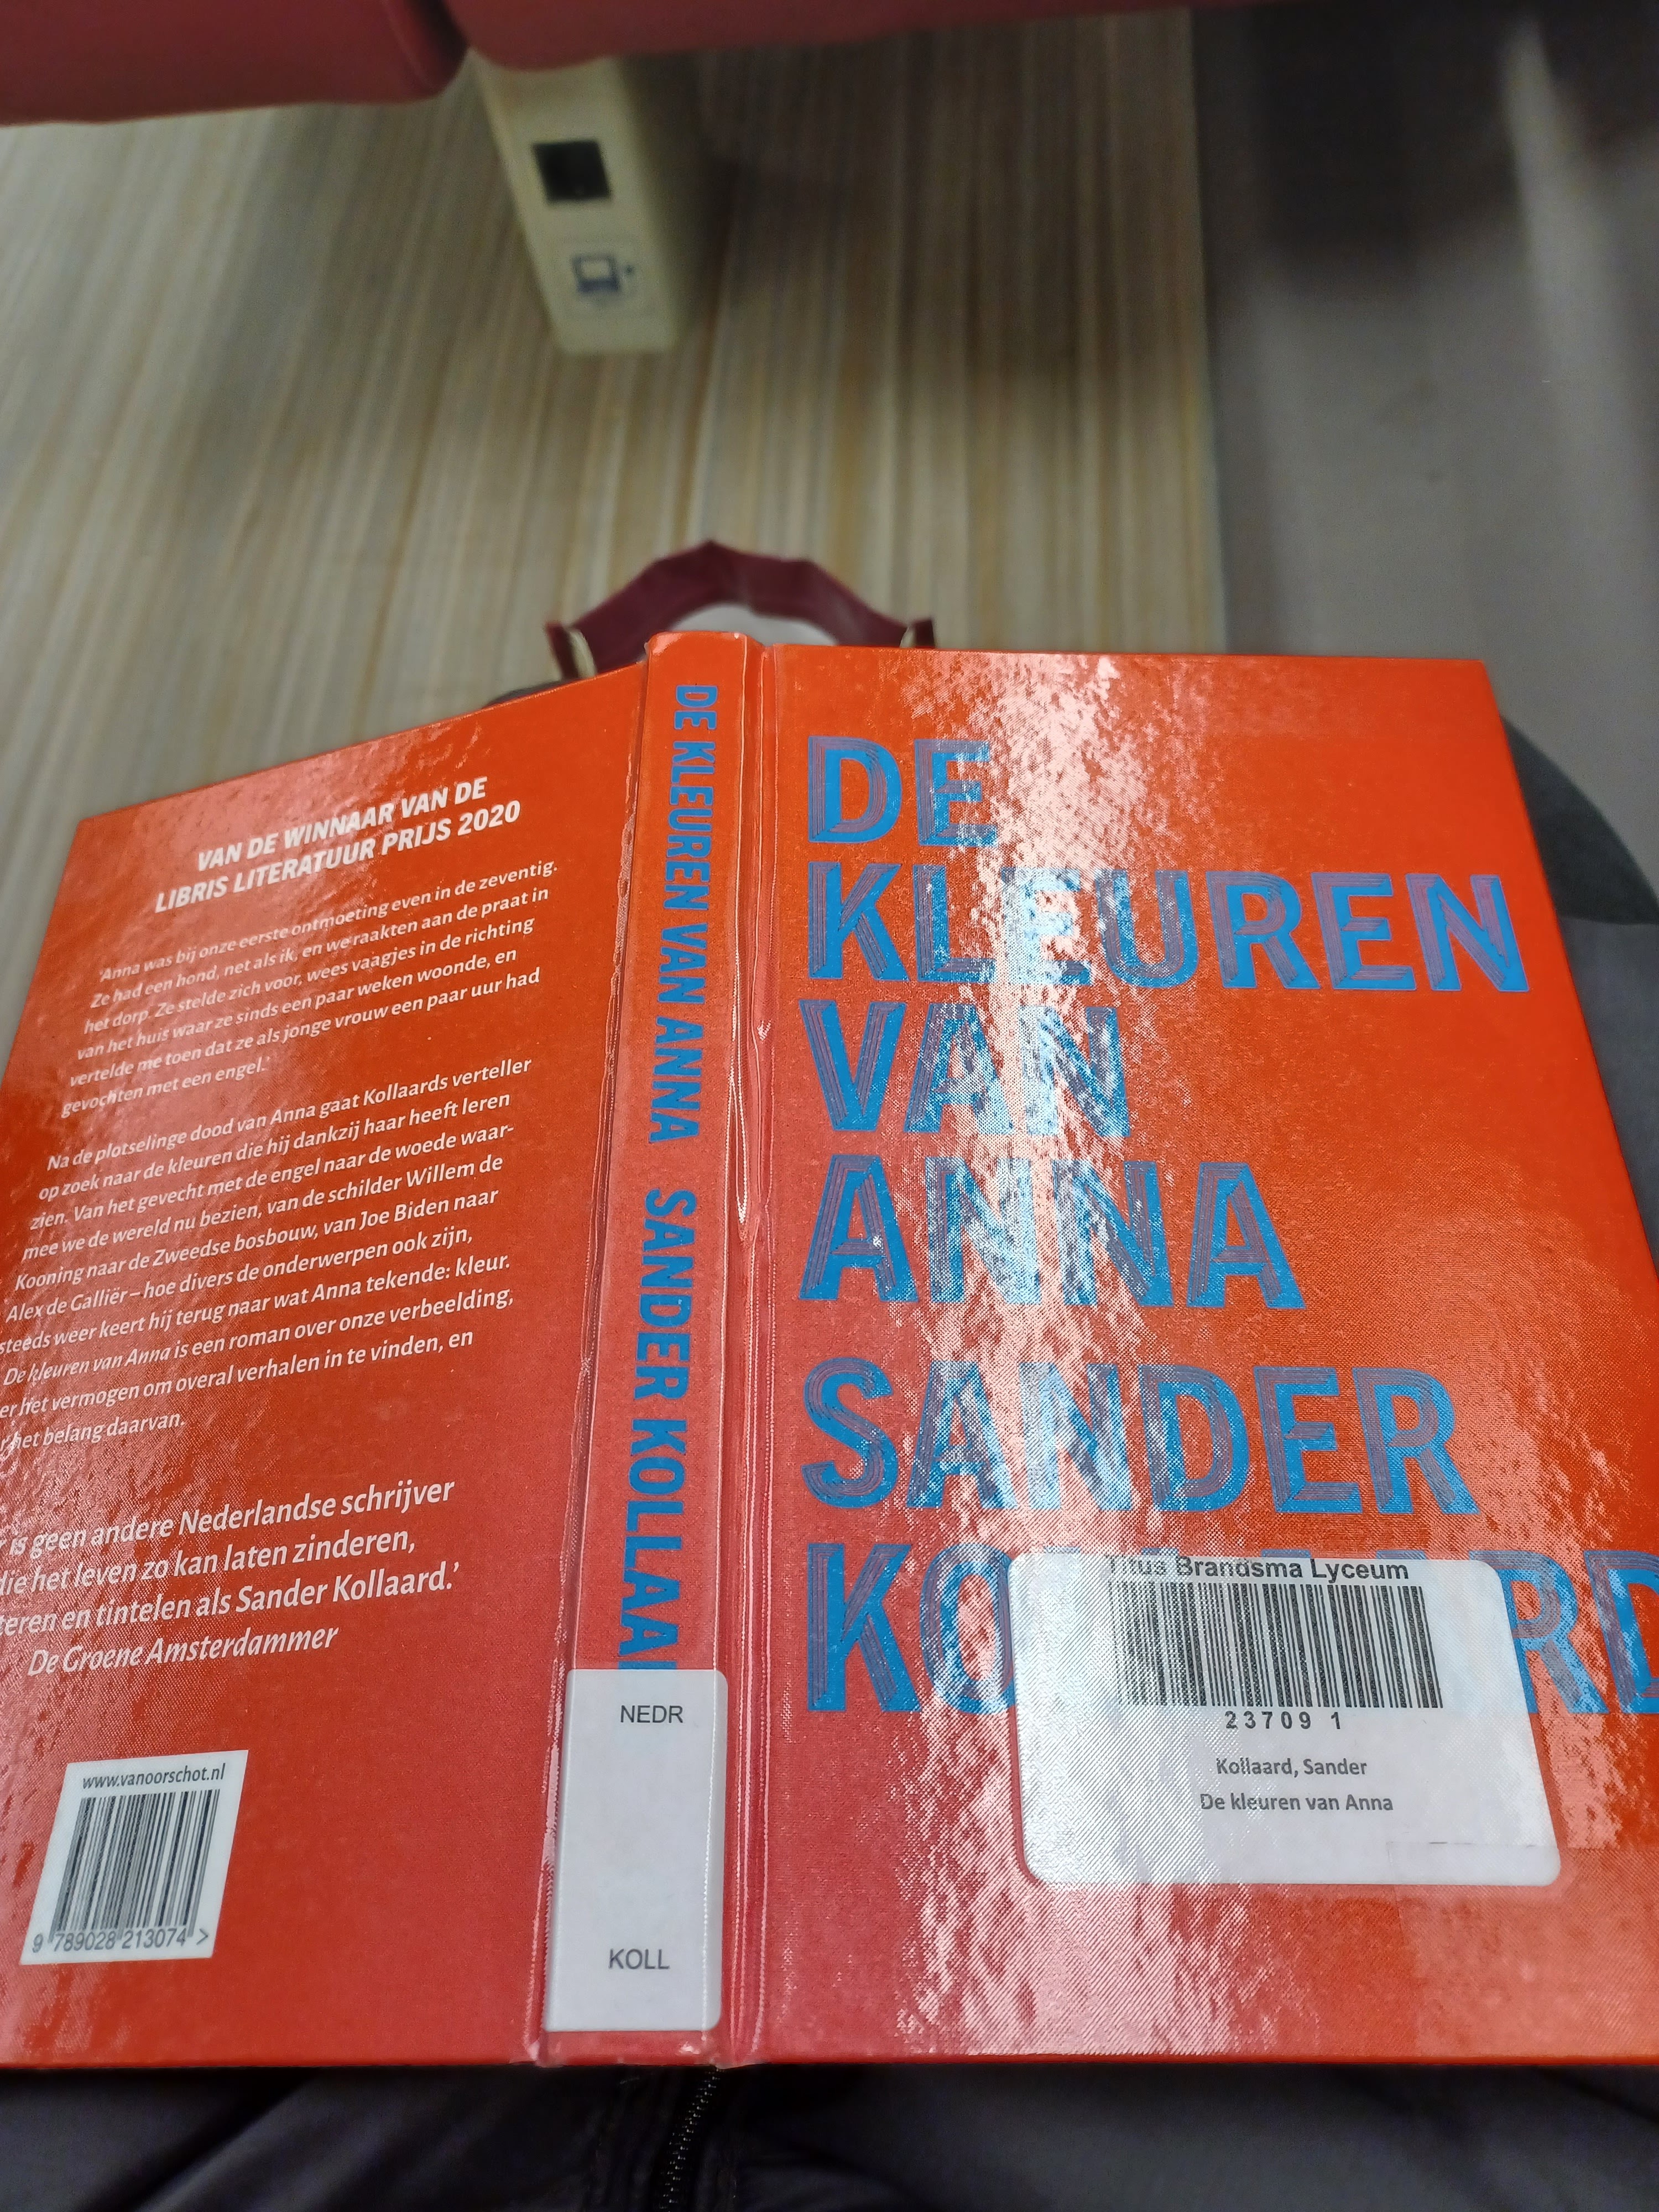 VAN DE WINNAAR VAN DE
LIBRIS LITERATUUR PRIJS 2020
'Anna was bij onze eerste ontmoeting even in de zeventig.
Ze had een hond, net als ik, en we raakten aan de praat in
het dorp. Ze stelde zich voor, wees vaagjes in de richting
van het huis waar ze sinds een paar weken woonde, en
vertelde me toen dat ze als jonge vrouw een paar uur had
gevochten met een engel.'
Na de plotselinge dood van Anna gaat Kollaards verteller
op zoek naar de kleuren die hij dankzij haar heeft leren
zien. Van het gevecht met de engel naar de woede waar-
mee we de wereld nu bezien, van de schilder Willem de
Kooning naar de Zweedse bosbouw, van Joe Biden naar
Alex de Galliër – hoe divers de onderwerpen ook zijn,
steeds weer keert hij terug naar wat Anna tekende: kleur.
De kleuren van Anna is een roman over onze verbeelding,
er het vermogen om overal verhalen in te vinden, en
r het belang daarvan.
r is geen andere Nederlandse schrijver
die het leven zo kan laten zinderen,
teren en tintelen als Sander Kollaard.'
De Groene Amsterdammer
www.vanoorschot.nl
9 789028 213074 >
DE KLEUREN VAN ANNA SANDER KOLLAA
NEDR
KOLL
DE
KLEUREN
VAN
ANNA
SANDER
KO RD
Titus Brandsma Lyceum
23709 1
Kollaard, Sander
De kleuren van Anna